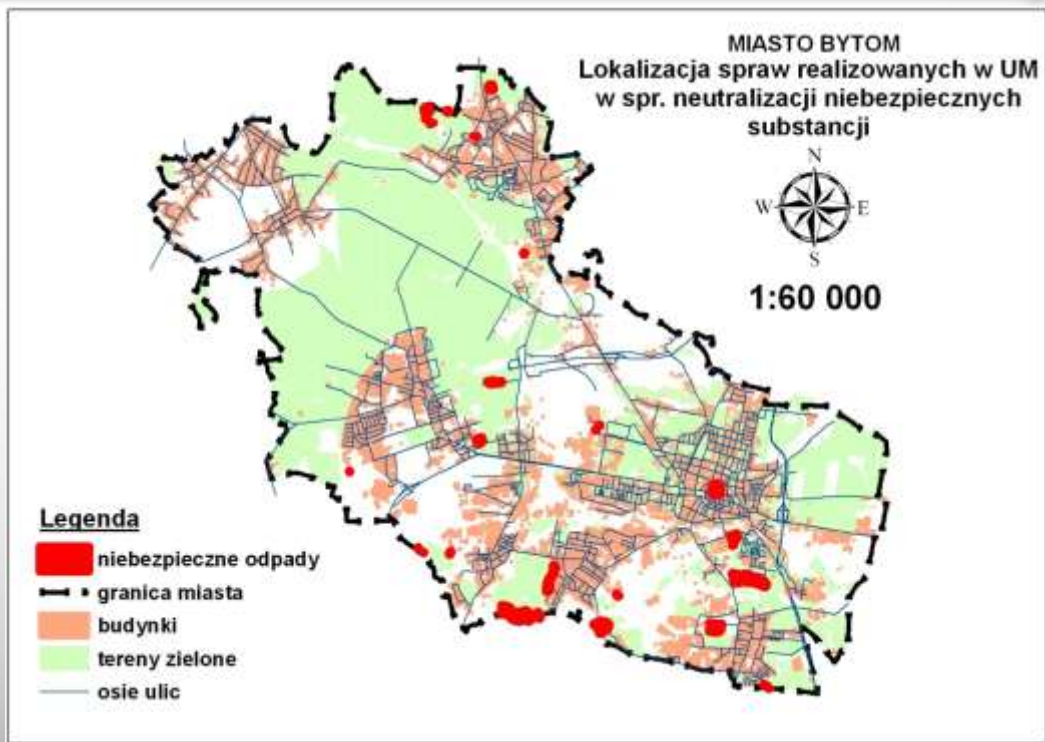 MIASTO BYTOM
Lokalizacja spraw realizowanych w UM
w spr. neutralizacji niebezpiecznych
substancji
N
W E
S
1:60 000
Legenda
niebezpieczne odpady
granica miasta
budynki
tereny zielone
osie ulic